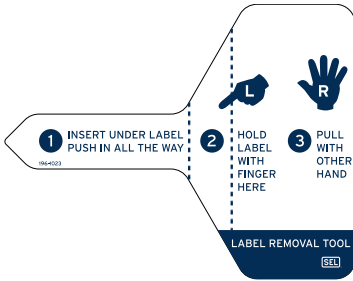 L
R
1
INSERT UNDER LABEL
PUSH IN ALL THE WAY
1964023
2
HOLD
LABEL
WITH
FINGER
HERE
3
PULL
WITH
OTHER
HAND
LABEL REMOVAL TOOL
SEL